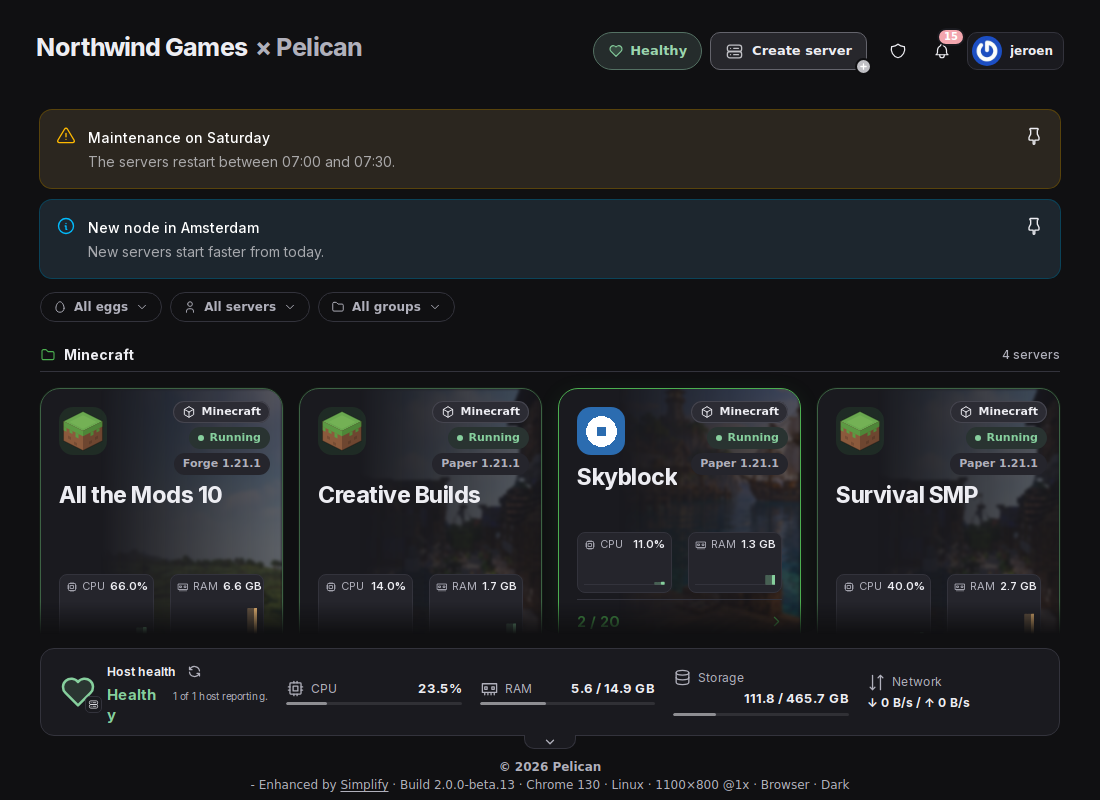 Northwind Games × Pelican
Healthy
Create server
15
jeroen
Maintenance on Saturday
The servers restart between 07:00 and 07:30.
New node in Amsterdam
New servers start faster from today.
All eggs
All servers
All groups
Minecraft
4 servers
Minecraft
Running
Forge 1.21.1
All the Mods 10
CPU 66.0%
RAM 6.6 GB
Minecraft
Running
Paper 1.21.1
Creative Builds
CPU 14.0%
RAM 1.7 GB
Minecraft
Running
Paper 1.21.1
Skyblock
CPU 11.0%
RAM 1.3 GB
2 / 20
Minecraft
Running
Paper 1.21.1
Survival SMP
CPU 40.0%
RAM 2.7 GB
Host health
Health
y
1 of 1 host reporting.
CPU 23.5%
RAM 5.6 / 14.9 GB
Storage
111.8 / 465.7 GB
Network
↓ 0 B/s / ↑ 0 B/s
© 2026 Pelican
- Enhanced by Simplify · Build 2.0.0-beta.13 · Chrome 130 · Linux · 1100×800 @1x · Browser · Dark